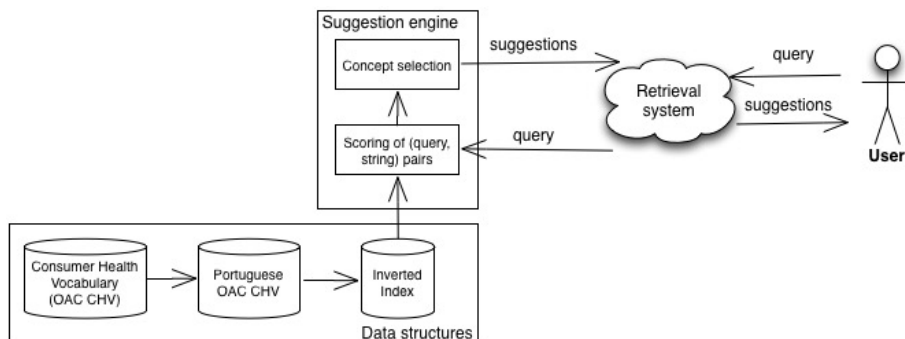 Suggestion engine
Concept selection
suggestions
query
Retrieval
system
suggestions
User
Scoring of (query,
string) pairs
query
Consumer Health
Vocabulary
(OAC CHV)
Portuguese
OAC CHV
Inverted
Index
Data structures